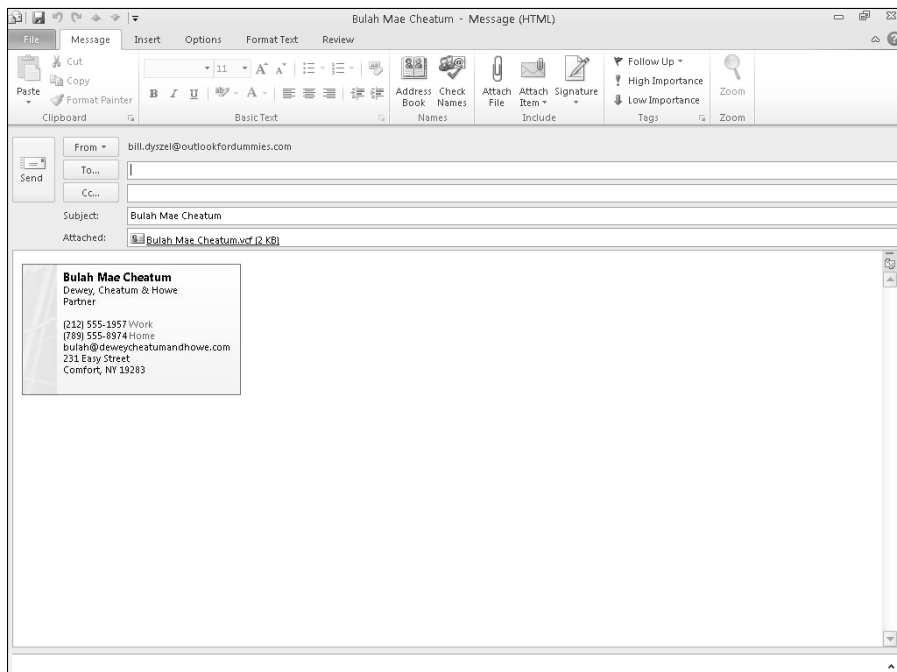 Bulah Mae Cheatum - Message (HTML)
File Message Insert Options Format Text Review
Paste
Cut
Copy
Format Painter
Clipboard
11 A A
B I U ab A
Basic Text
Address Book
Check Names
Names
Attach File
Attach Item
Signature
Include
Follow Up
High Importance
Low Importance
Tags
Zoom
Zoom
Send
From bill.dyszel@outlookfordummies.com
To...
Cc...
Subject: Bulah Mae Cheatum
Attached: Bulah Mae Cheatum.vcf (2 KB)
Bulah Mae Cheatum
Dewey, Cheatum & Howe
Partner
(212) 555-1957 Work
(789) 555-8974 Home
bulah@deweycheatumandhowe.com
231 Easy Street
Comfort, NY 19283